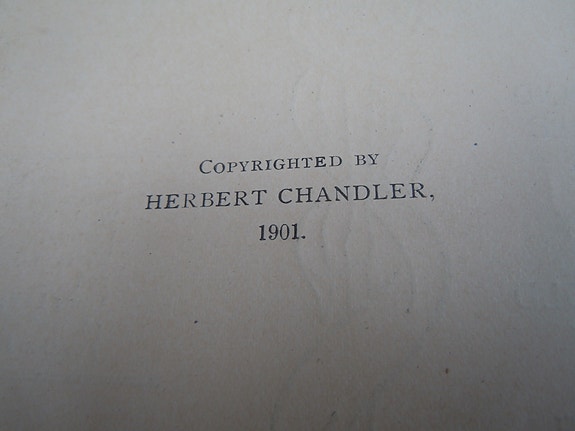 Copyrighted by
HERBERT CHANDLER,
1901.